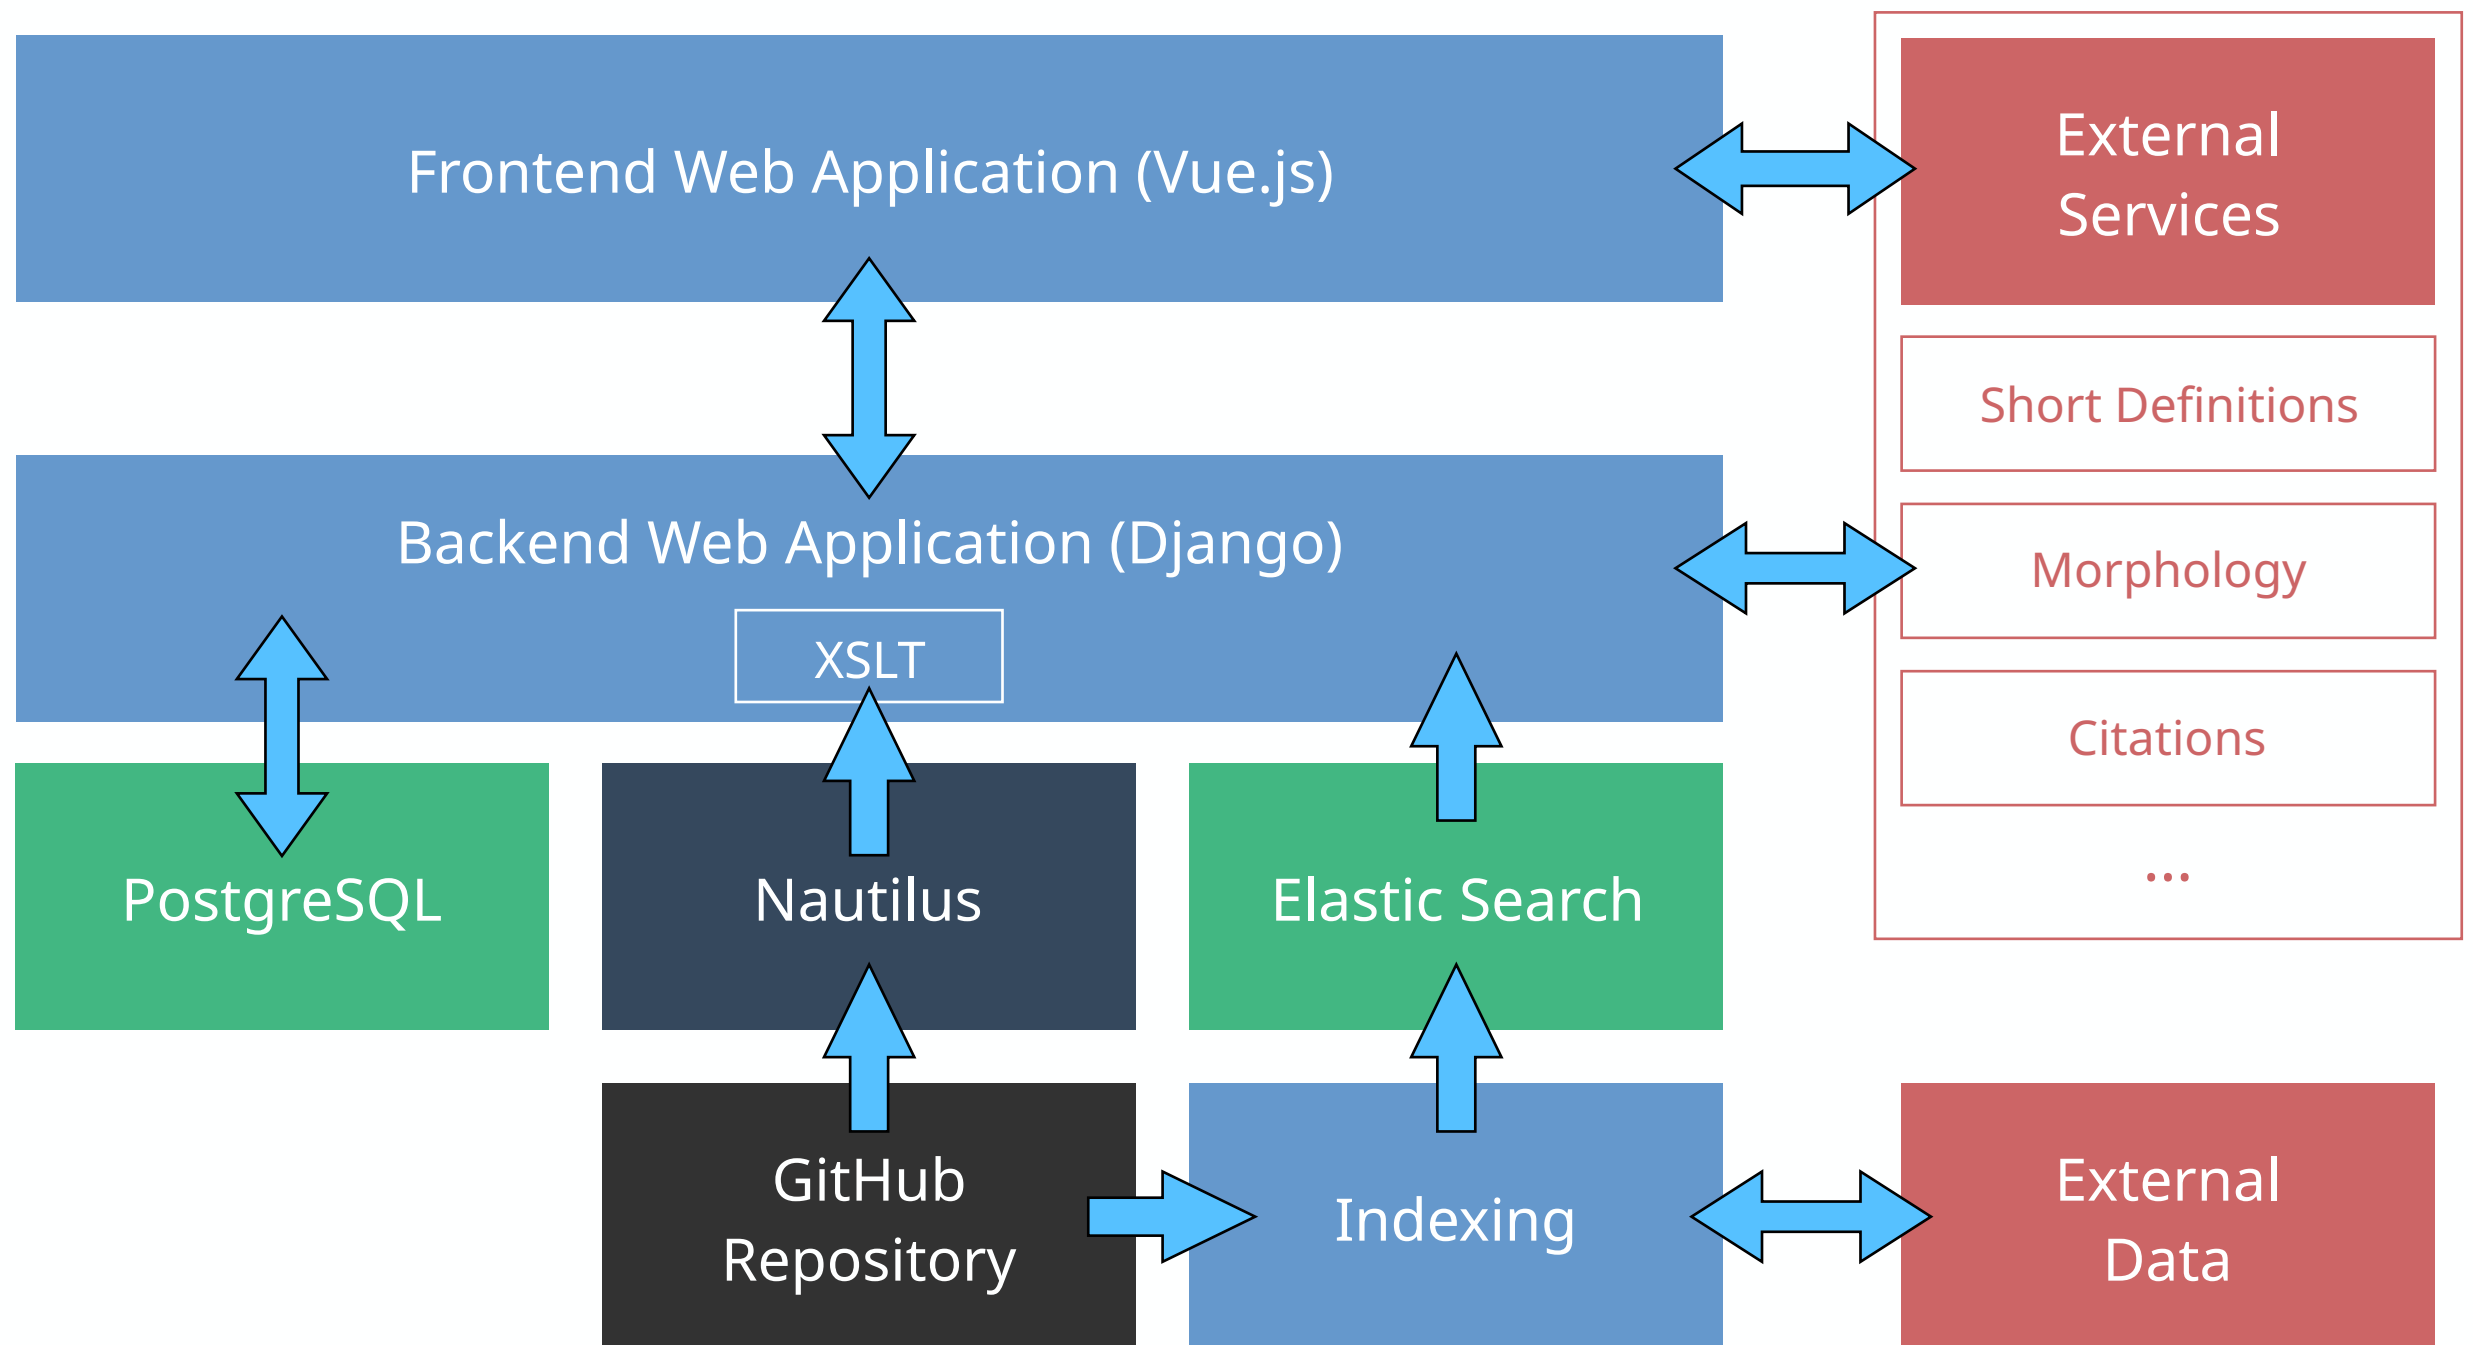 Frontend Web Application (Vue.js)
External
Services
Short Definitions
Backend Web Application (Django)
Morphology
XSLT
Citations
...
PostgreSQL
Nautilus
Elastic Search
GitHub
Repository
Indexing
External
Data